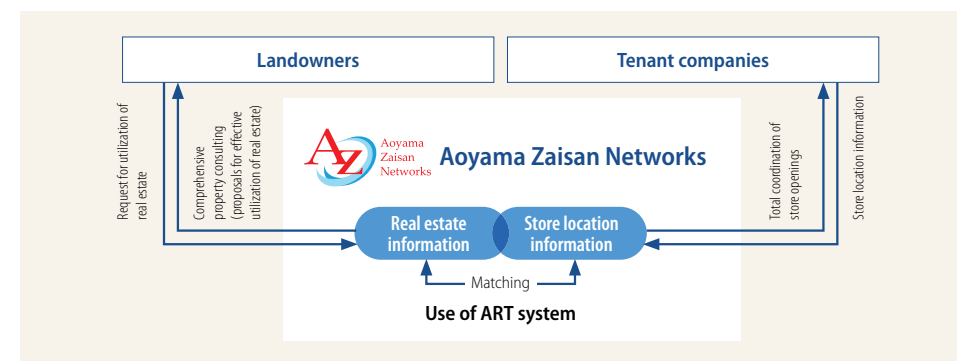 Landowners
Tenant companies
Request for utilization of
real estate
Comprehensive
property consulting
(proposals for effective
utilization of real estate)
AZ
Aoyama
Zaisan
Networks
Aoyama Zaisan Networks
Total coordination of
store openings
Store location information
Real estate
information
Store location
information
Matching
Use of ART system